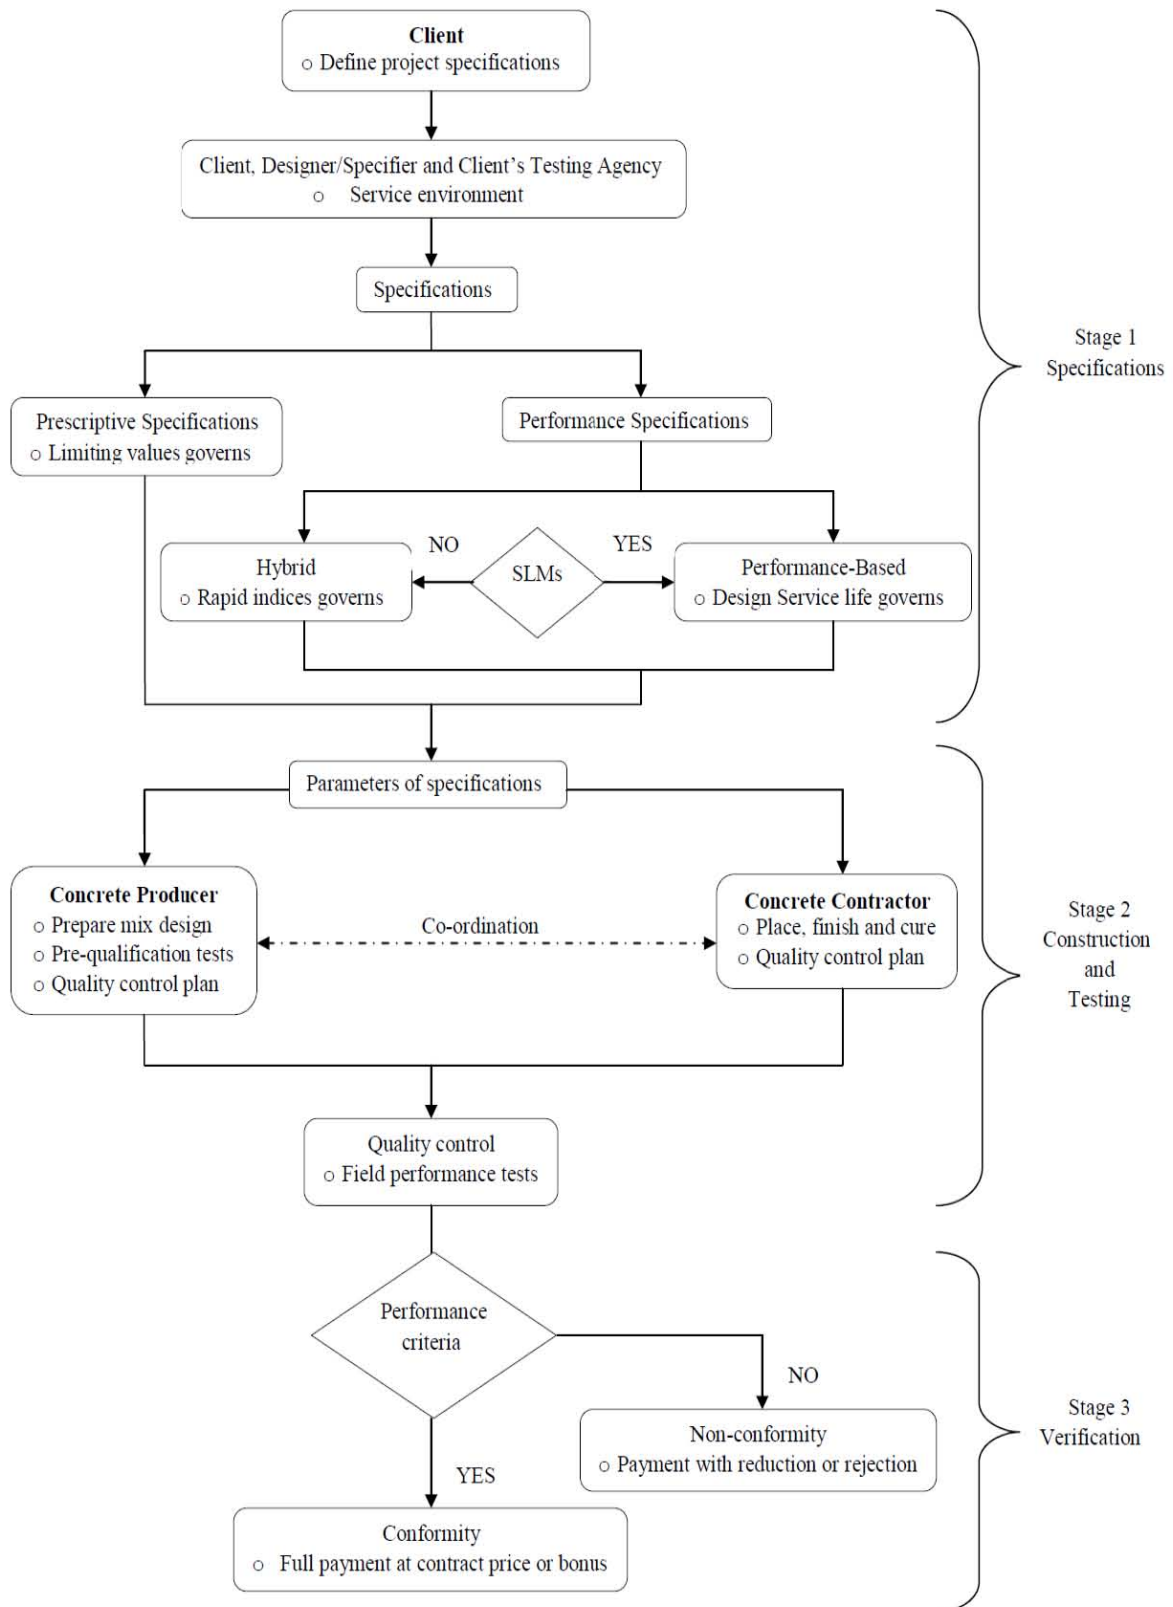 Client
○ Define project specifications
Client, Designer/Specifier and Client's Testing Agency
○ Service environment
Specifications
Stage 1
Specifications
Prescriptive Specifications
○ Limiting values governs
Performance Specifications
NO
SLMs
YES
Hybrid
○ Rapid indices governs
Performance-Based
○ Design Service life governs
Parameters of specifications
Concrete Producer
○ Prepare mix design
○ Pre-qualification tests
○ Quality control plan
Co-ordination
Concrete Contractor
○ Place, finish and cure
○ Quality control plan
Stage 2
Construction
and
Testing
Quality control
○ Field performance tests
Performance
criteria
NO
Non-conformity
○ Payment with reduction or rejection
Stage 3
Verification
YES
Conformity
○ Full payment at contract price or bonus